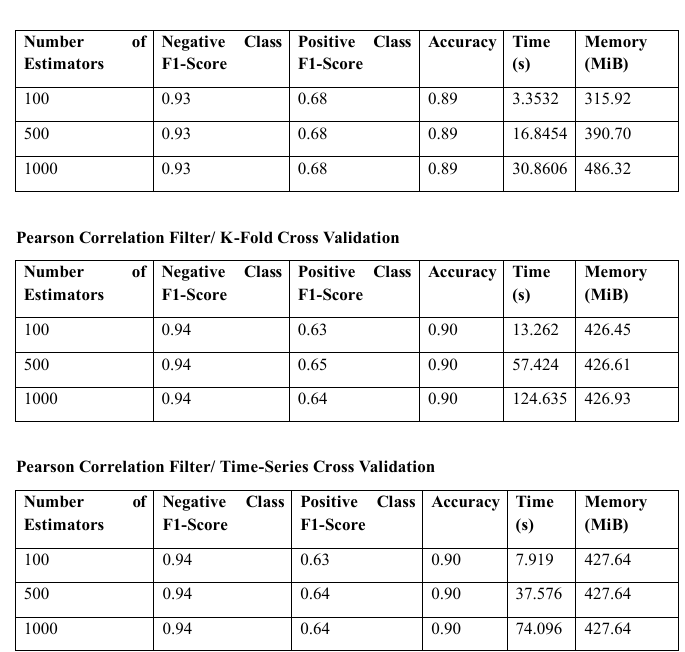 Number of Negative Class Positive Class Accuracy Time Memory
Estimators F1-Score F1-Score (s) (MiB)
100 0.93 0.68 0.89 3.3532 315.92
500 0.93 0.68 0.89 16.8454 390.70
1000 0.93 0.68 0.89 30.8606 486.32
Pearson Correlation Filter/ K-Fold Cross Validation
Number of Negative Class Positive Class Accuracy Time Memory
Estimators F1-Score F1-Score (s) (MiB)
100 0.94 0.63 0.90 13.262 426.45
500 0.94 0.65 0.90 57.424 426.61
1000 0.94 0.64 0.90 124.635 426.93
Pearson Correlation Filter/ Time-Series Cross Validation
Number of Negative Class Positive Class Accuracy Time Memory
Estimators F1-Score F1-Score (s) (MiB)
100 0.94 0.63 0.90 7.919 427.64
500 0.94 0.64 0.90 37.576 427.64
1000 0.94 0.64 0.90 74.096 427.64